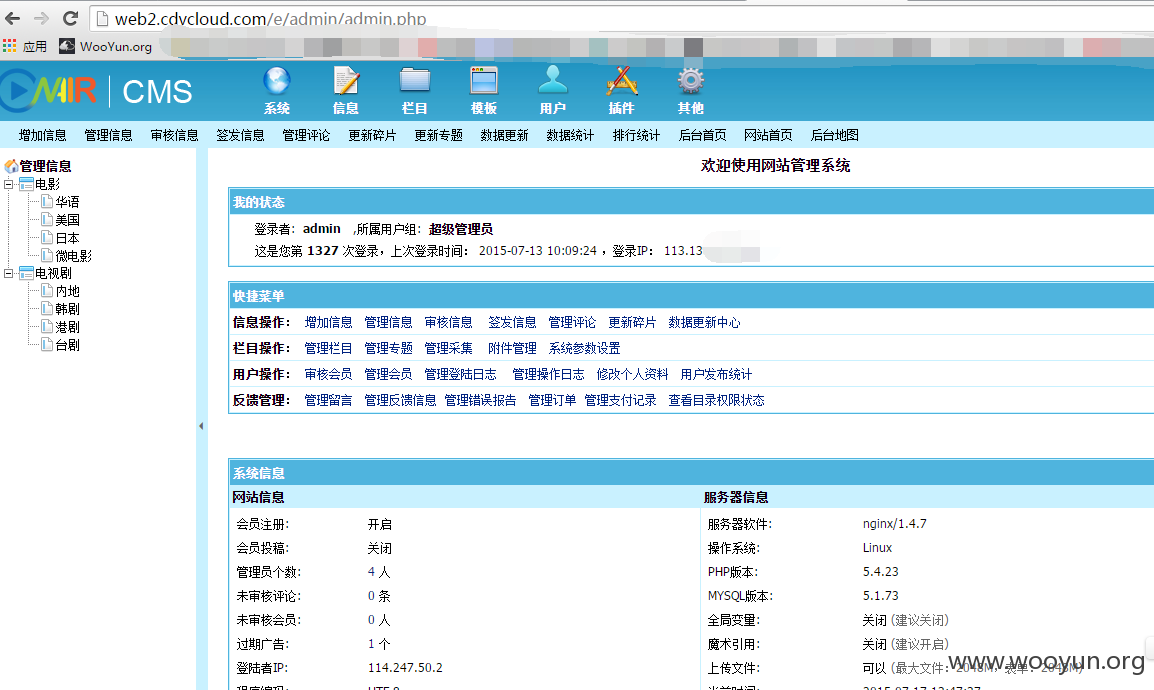 web2.cdvcloud.com/e/admin/admin.php
应用 WooYun.org
CMS
系统 信息 栏目 模板 用户 插件 其他
增加信息 管理信息 审核信息 签发信息 管理评论 更新碎片 更新专题 数据更新 数据统计 排行统计 后台首页 网站首页 后台地图
管理信息
电影
华语
美国
日本
微电影
电视剧
内地
韩剧
港剧
台剧
欢迎使用网站管理系统
我的状态
登录者: admin ,所属用户组: 超级管理员
这是您第 1327 次登录，上次登录时间： 2015-07-13 10:09:24 ，登录IP： 113.13
快捷菜单
信息操作： 增加信息 管理信息 审核信息 签发信息 管理评论 更新碎片 数据更新中心
栏目操作： 管理栏目 管理专题 管理采集 附件管理 系统参数设置
用户操作： 审核会员 管理会员 管理登陆日志 管理操作日志 修改个人资料 用户发布统计
反馈管理： 管理留言 管理反馈信息 管理错误报告 管理订单 管理支付记录 查看目录权限状态
系统信息
网站信息 服务器信息
会员注册: 开启 服务器软件: nginx/1.4.7
会员投稿: 关闭 操作系统: Linux
管理员个数: 4 人 PHP版本: 5.4.23
未审核评论: 0 条 MYSQL版本: 5.1.73
未审核会员: 0 人 全局变量: 关闭 (建议关闭)
过期广告: 1 个 魔术引用: 关闭 (建议开启)
登陆者IP: 114.247.50.2 上传文件: 可以 (最大文件: 2048M，表单: 2048M)
www.wooyun.org
程序编码: UTF-8 当前时间: 2015-07-17 12:47:37